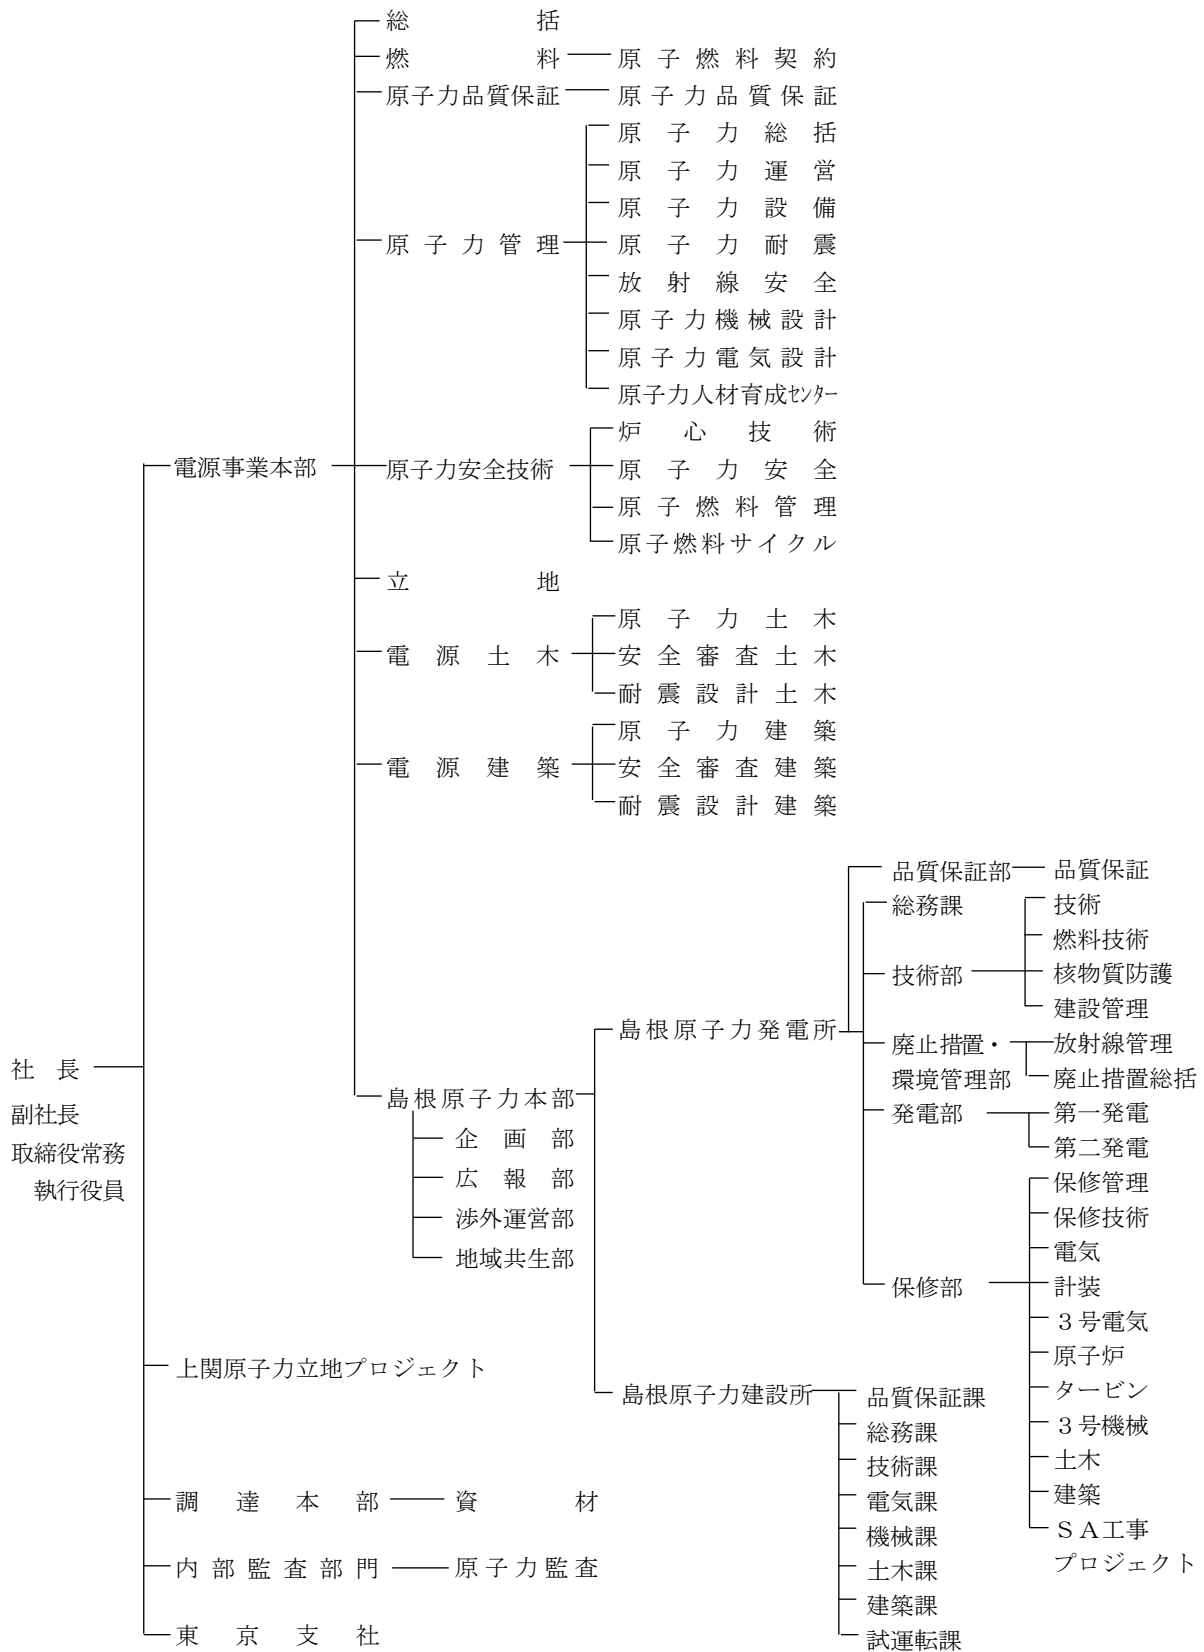 総括
燃料 原子燃料契約
原子力品質保証 原子力品質保証
原子力総括
原子力運営
原子力設備
原子力管理 原子力耐震
放射線安全
原子力機械設計
原子力電気設計
原子力人材育成ｾﾝﾀｰ
炉心技術
電源事業本部 原子力安全技術 原子力安全
原子燃料管理
原子燃料サイクル
立地
原子力土木
電源土木 安全審査土木
耐震設計土木
原子力建築
電源建築 安全審査建築
耐震設計建築
品質保証部 品質保証
総務課 技術
燃料技術
技術部 核物質防護
建設管理
島根原子力発電所
廃止措置・ 放射線管理
環境管理部 廃止措置総括
社長
島根原子力本部
発電部 第一発電
第二発電
副社長
取締役常務
執行役員
企画部
広報部
渉外運営部
地域共生部
保修管理
保修技術
電気
保修部 計装
３号電気
原子炉
タービン
３号機械
土木
建築
ＳＡ工事
プロジェクト
上関原子力立地プロジェクト
島根原子力建設所 品質保証課
総務課
技術課
電気課
機械課
土木課
建築課
試運転課
調達本部 資材
内部監査部門 原子力監査
東京支社